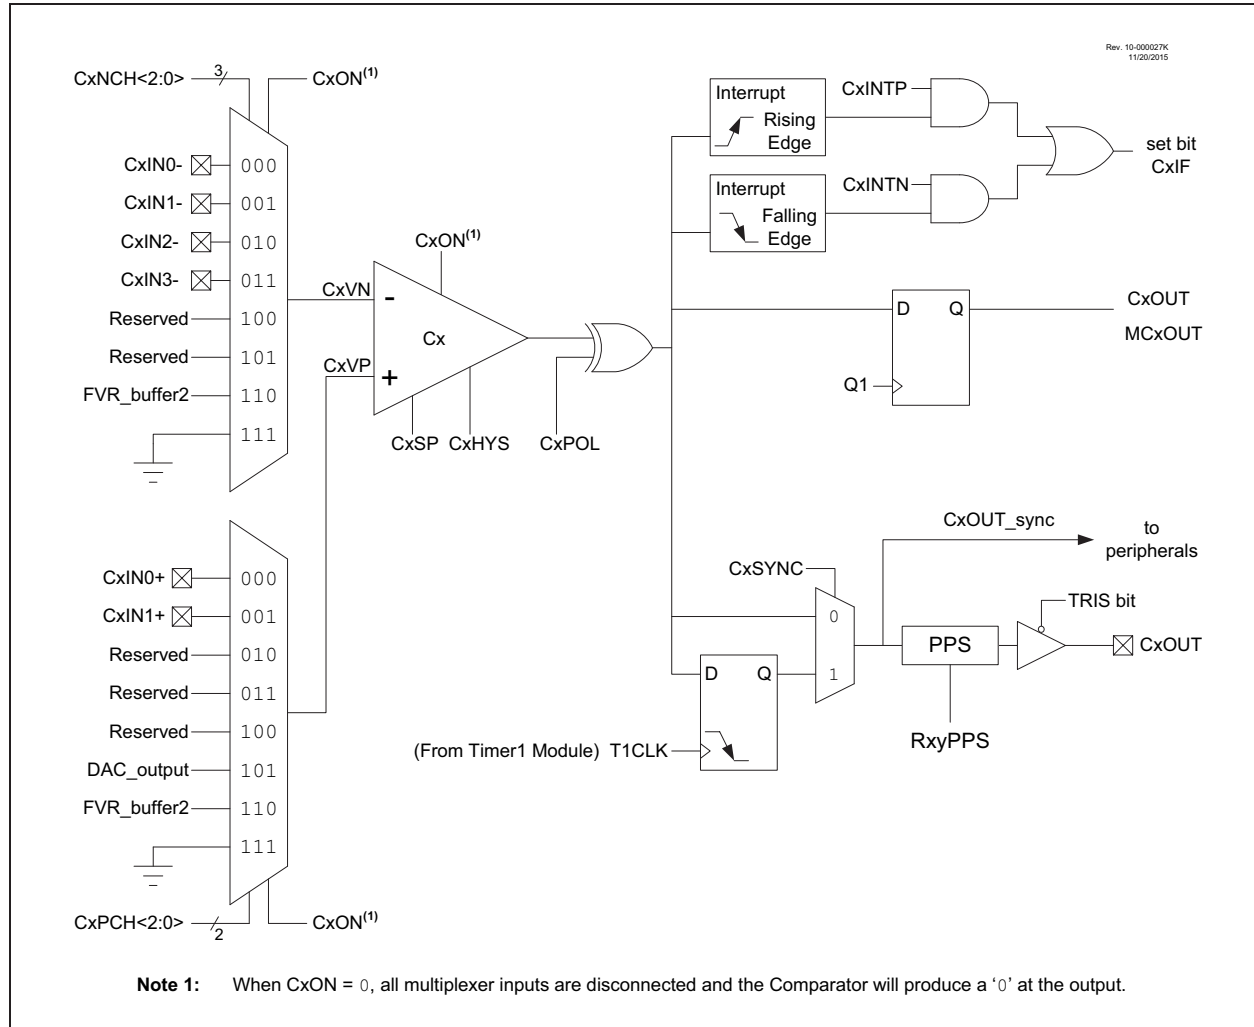 Rev. 10-000027K
11/20/2015
CxNCH<2:0>
3
CxON(1)
CxIN0-
000
CxIN1-
001
CxIN2-
010
CxIN3-
011
Reserved
100
Reserved
101
FVR_buffer2
110
111
CxIN0+
000
CxIN1+
001
Reserved
010
Reserved
011
Reserved
100
DAC_output
101
FVR_buffer2
110
111
CxPCH<2:0>
2
CxON(1)
CxON(1)
CxVN
-
Cx
CxVP
+
CxSP
CxHYS
CxPOL
Interrupt
Rising
Edge
CxINTP
Interrupt
Falling
Edge
CxINTN
set bit
CxIF
D
Q
Q1
CxOUT
MCxOUT
CxOUT_sync
to
peripherals
CxSYNC
0
1
D
Q
(From Timer1 Module) T1CLK
PPS
RxyPPS
TRIS bit
CxOUT
Note 1: When CxON = 0, all multiplexer inputs are disconnected and the Comparator will produce a ‘0’ at the output.